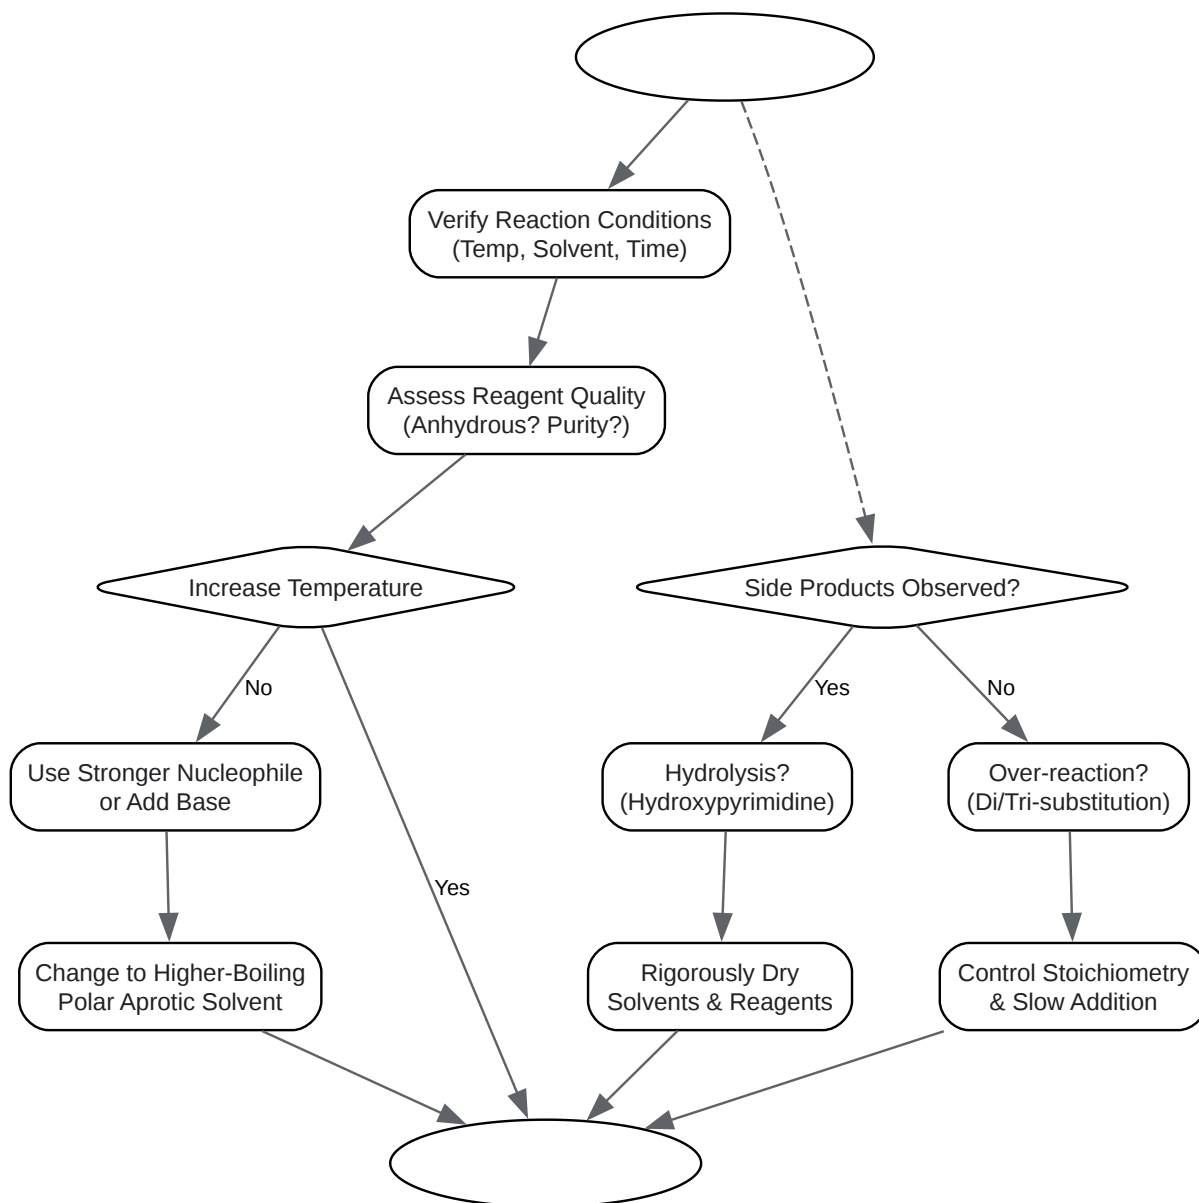 Verify Reaction Conditions
(Temp, Solvent, Time)
Assess Reagent Quality
(Anhydrous? Purity?)
Increase Temperature
Side Products Observed?
No
Yes
No
Use Stronger Nucleophile
or Add Base
Hydrolysis?
(Hydroxypyrimidine)
Over-reaction?
(Di/Tri-substitution)
Yes
Change to Higher-Boiling
Polar Aprotic Solvent
Rigorously Dry
Solvents & Reagents
Control Stoichiometry
& Slow Addition